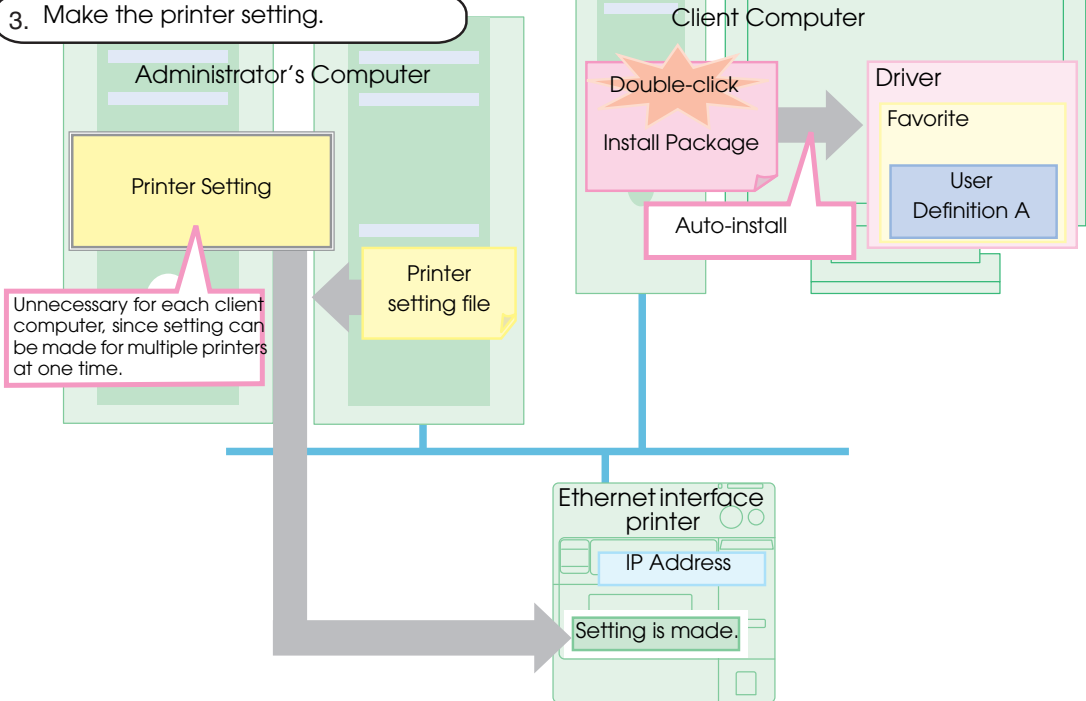 3. Make the printer setting.
Administrator's Computer
Printer Setting
Unnecessary for each client
computer, since setting can
be made for multiple printers
at one time.
Printer
setting file
Client Computer
Double-click
Install Package
Auto-install
Driver
Favorite
User
Definition A
Ethernet interface
printer
IP Address
Setting is made.